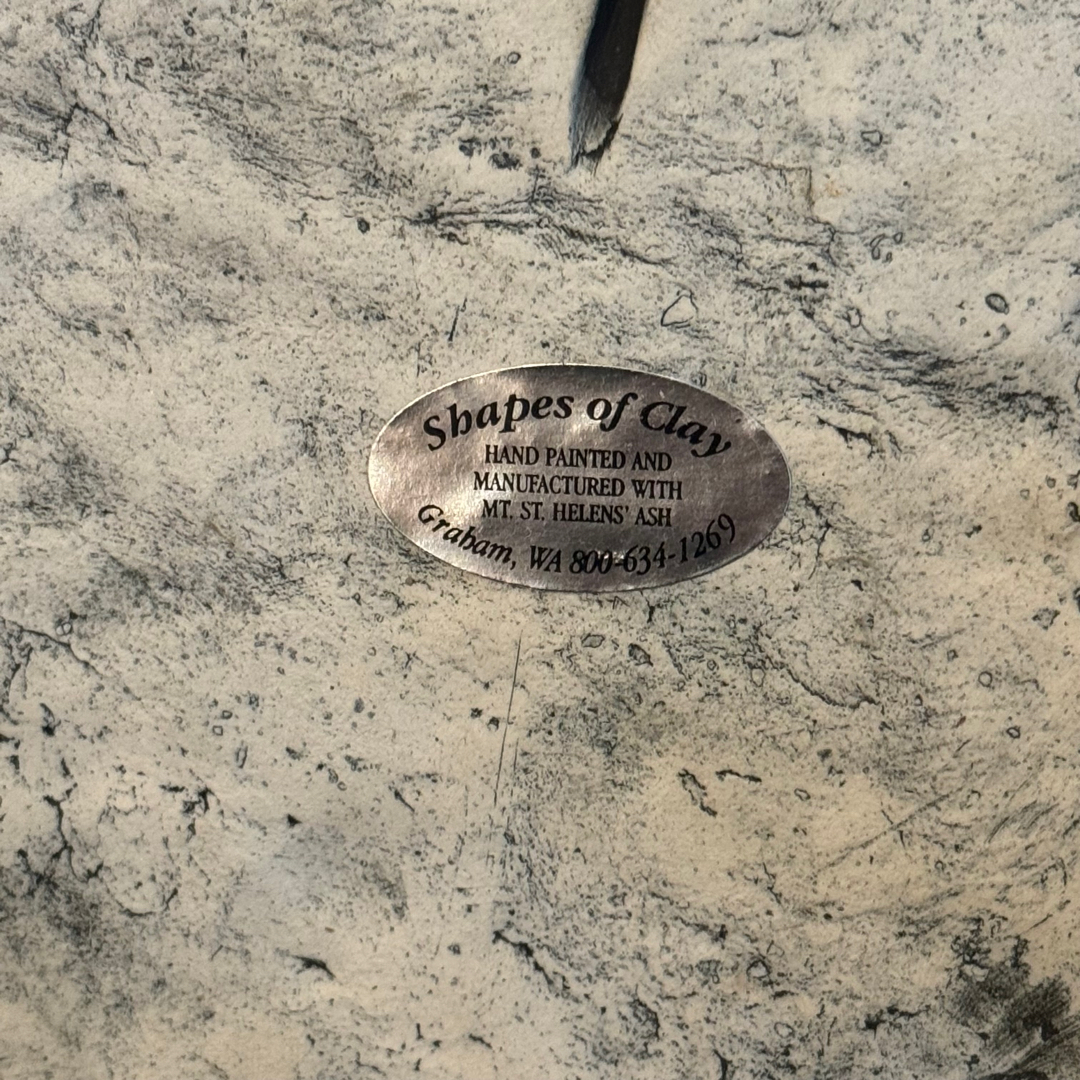 Shapes of Clay
HAND PAINTED AND
MANUFACTURED WITH
MT. ST. HELENS' ASH
Graham, WA 800-634-1269